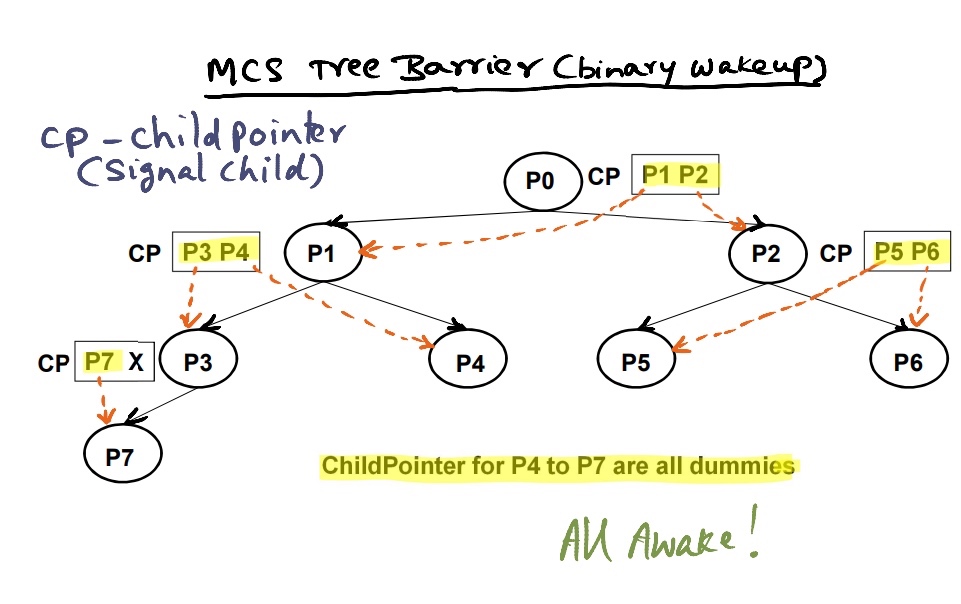 MCS Tree Barrier (binary wakeup)
CP - Child pointer
(Signal Child)
P0 CP P1 P2
CP P3 P4 P1
P2 CP P5 P6
CP P7 X P3
P4
P5
P6
P7
ChildPointer for P4 to P7 are all dummies
All Awake!